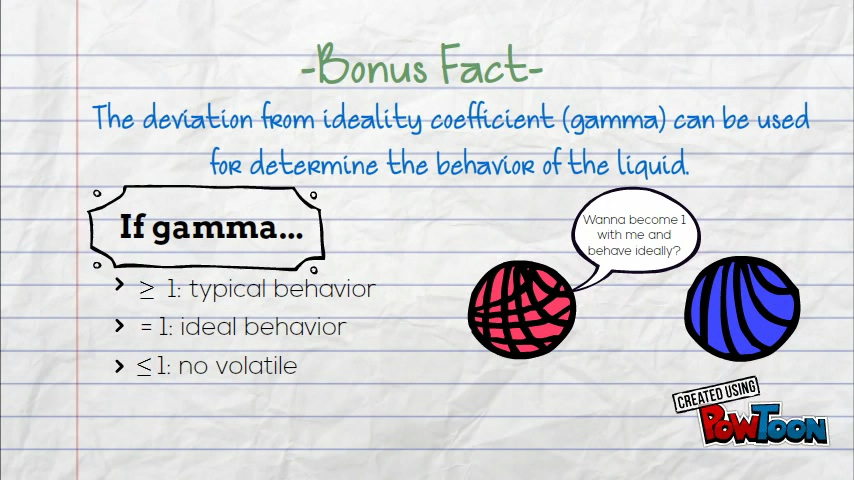 -Bonus Fact-
The deviation from ideality coefficient (gamma) can be used
for determine the behavior of the liquid.
If gamma...
≥ 1: typical behavior
= 1: ideal behavior
≤ 1: no volatile
Wanna become 1
with me and
behave ideally?
CREATED USING
POWTOON